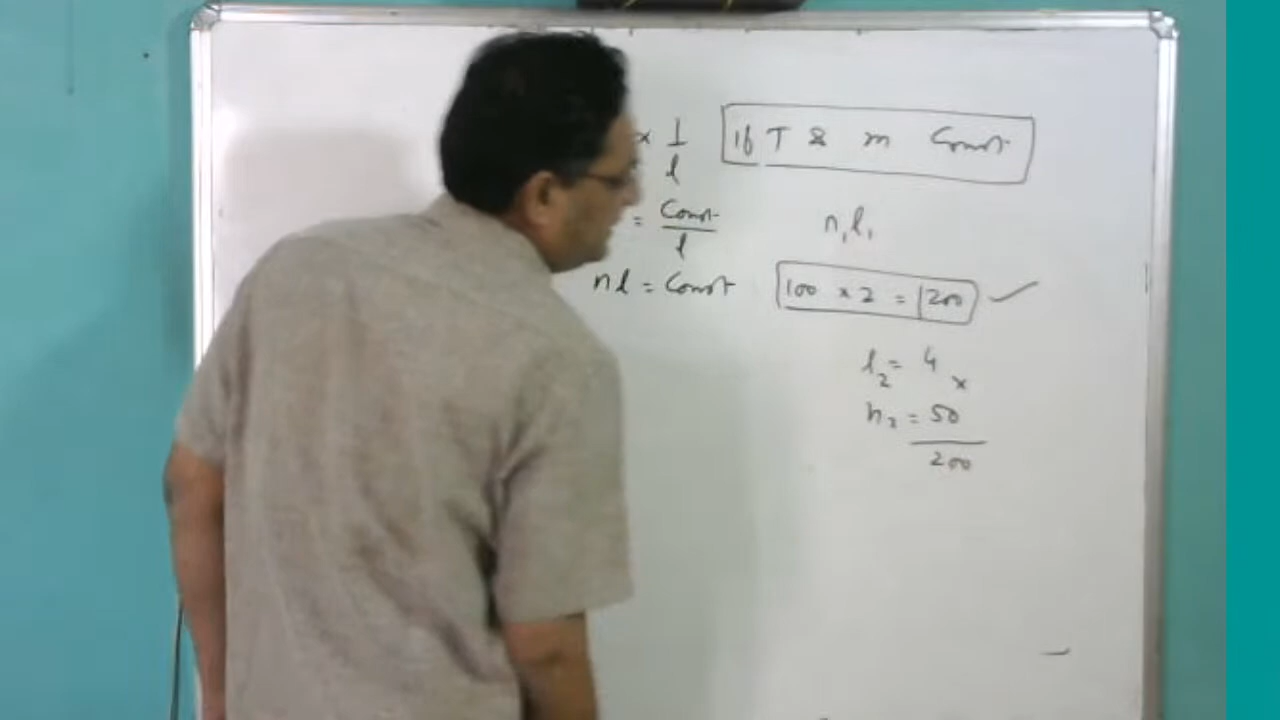 ∝ 1/l If T & m Const
= Const/l n₁l₁
nl = Const 100 × 2 = 200 ✓
l₂ = 4 ×
n₂ = 50
200